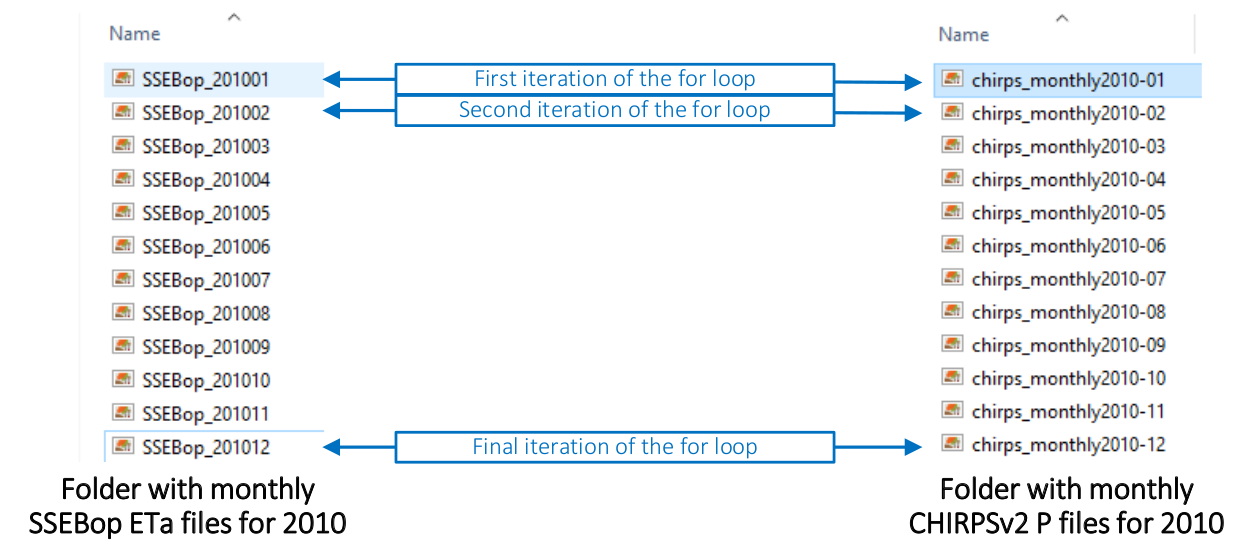 Name
SSEBop_201001
SSEBop_201002
SSEBop_201003
SSEBop_201004
SSEBop_201005
SSEBop_201006
SSEBop_201007
SSEBop_201008
SSEBop_201009
SSEBop_201010
SSEBop_201011
SSEBop_201012
Folder with monthly
SSEBop ETa files for 2010
First iteration of the for loop
Second iteration of the for loop
Final iteration of the for loop
Name
chirps_monthly2010-01
chirps_monthly2010-02
chirps_monthly2010-03
chirps_monthly2010-04
chirps_monthly2010-05
chirps_monthly2010-06
chirps_monthly2010-07
chirps_monthly2010-08
chirps_monthly2010-09
chirps_monthly2010-10
chirps_monthly2010-11
chirps_monthly2010-12
Folder with monthly
CHIRPSv2 P files for 2010